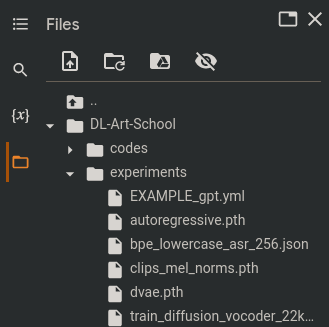 Files
..
{x}
DL-Art-School
codes
experiments
EXAMPLE_gpt.yml
autoregressive.pth
bpe_lowercase_asr_256.json
clips_mel_norms.pth
dvae.pth
train_diffusion_vocoder_22k...